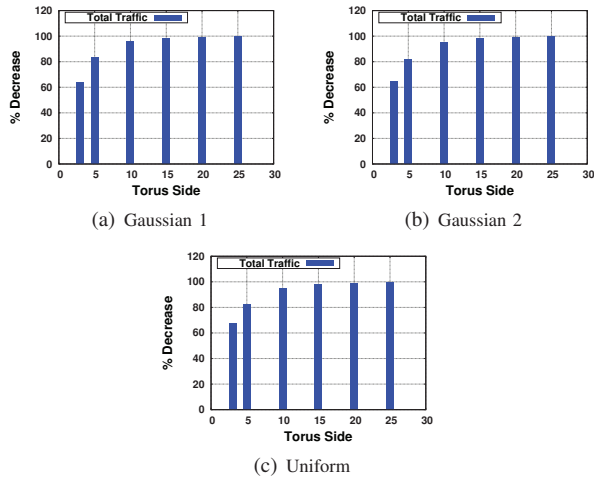 Total Traffic
120
100
80
60
40
20
0
% Decrease
0 5 10 15 20 25 30
Torus Side
(a) Gaussian 1
Total Traffic
120
100
80
60
40
20
0
% Decrease
0 5 10 15 20 25 30
Torus Side
(b) Gaussian 2
Total Traffic
120
100
80
60
40
20
0
% Decrease
0 5 10 15 20 25 30
Torus Side
(c) Uniform